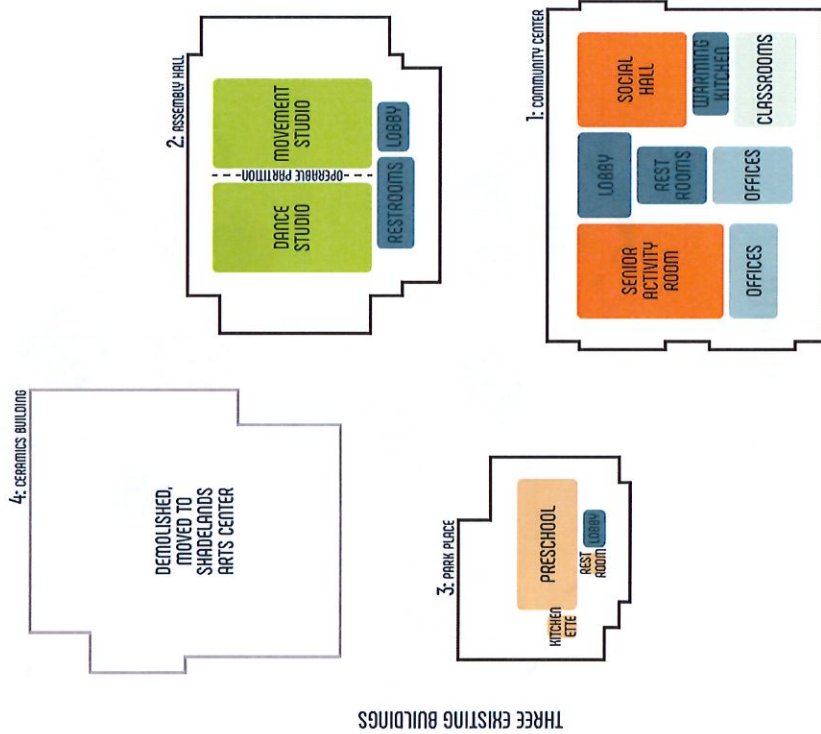 THREE EXISTING BUILDINGS
4: CERAMICS BUILDING
DEMOLISHED,
MOVED TO
SHADELANDS
ARTS CENTER
2: ASSEMBLY HALL
DANCE
STUDIO
-OPERABLE PARTITION-
MOVEMENT
STUDIO
RESTROOMS
LOBBY
3: PARK PLACE
PRESCHOOL
KITCHEN
ETTE
REST
ROOM
LOBBY
1: COMMUNITY CENTER
SENIOR
ACTIVITY
ROOM
LOBBY
SOCIAL
HALL
REST
ROOMS
WARMING
KITCHEN
OFFICES
OFFICES
CLASSROOMS